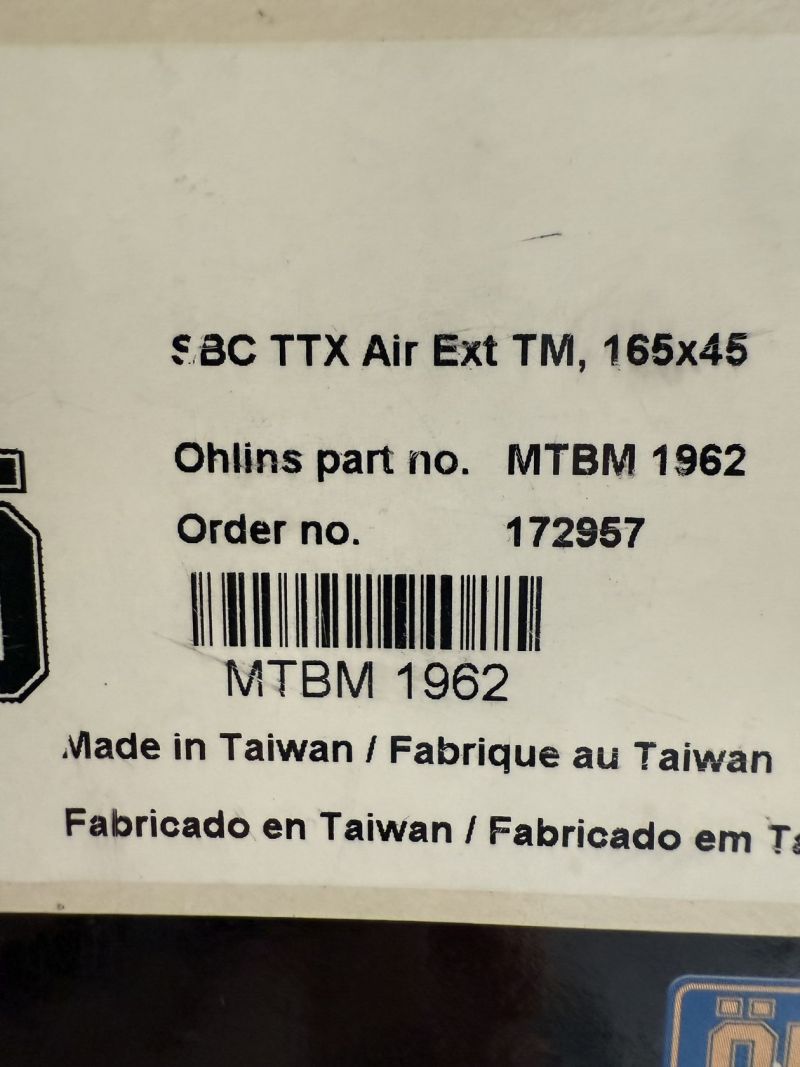 SBC TTX Air Ext TM, 165x45
Ohlins part no. MTBM 1962
Order no. 172957
MTBM 1962
Made in Taiwan / Fabrique au Taiwan
Fabricado en Taiwan / Fabricado em